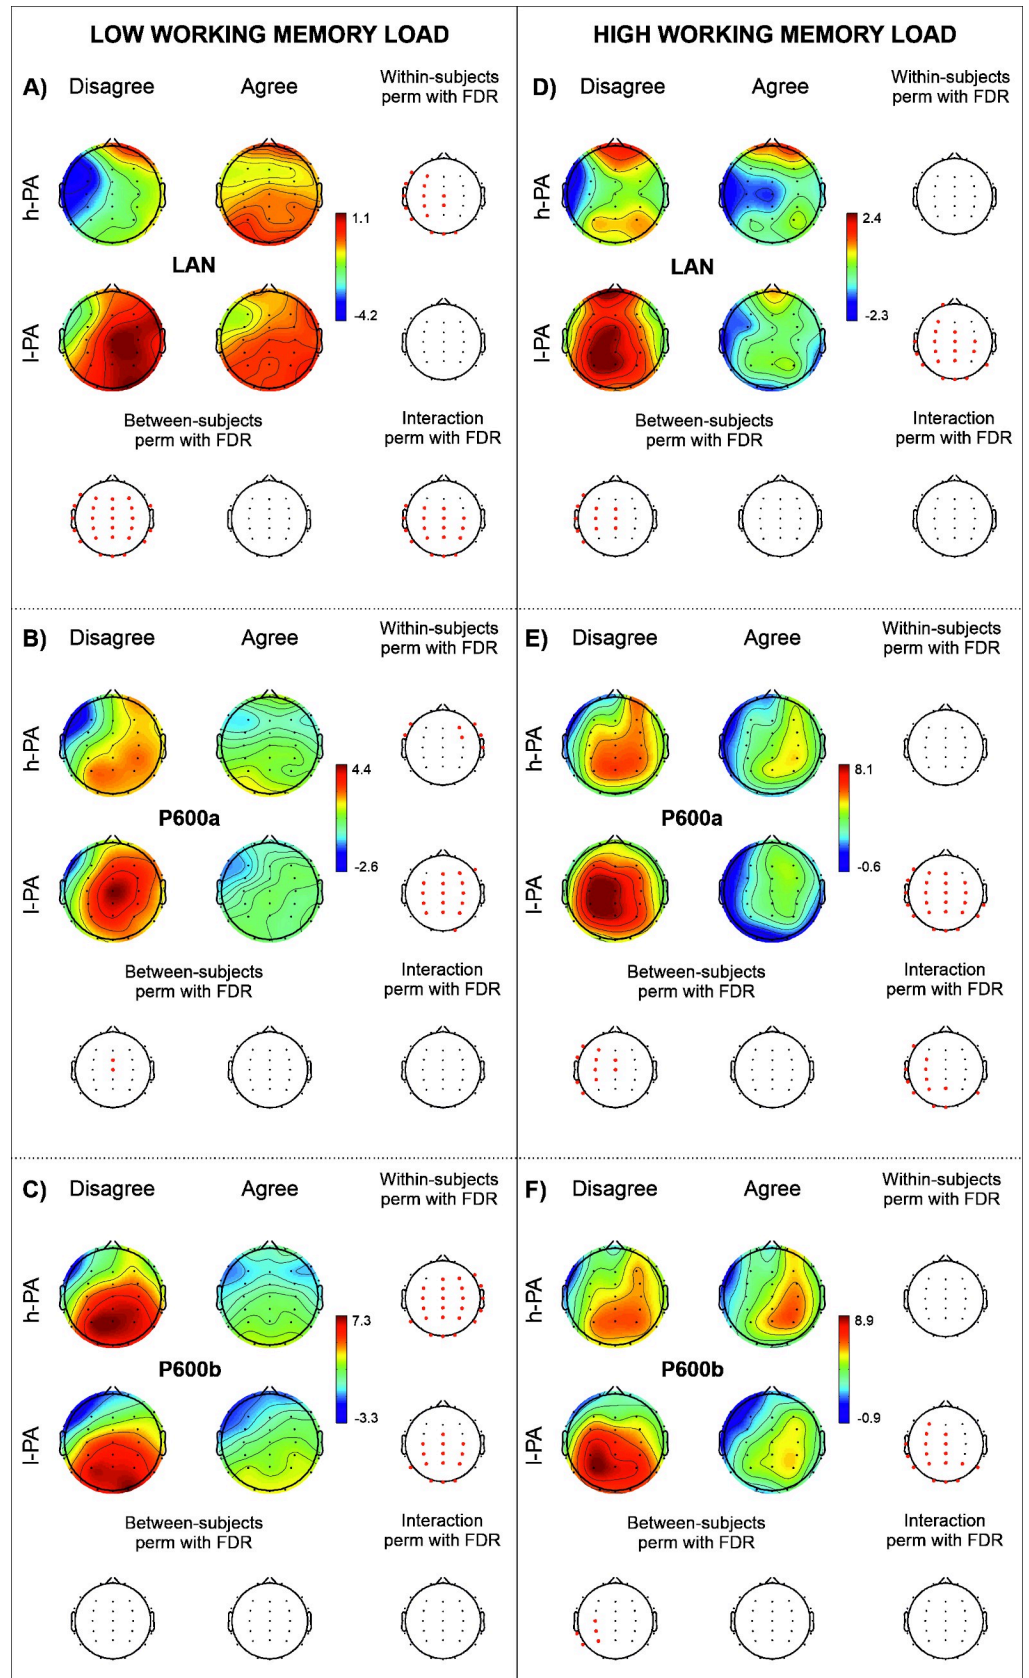 LOW WORKING MEMORY LOAD
A) Disagree Agree Within-subjects
perm with FDR
h-PA
1.1
LAN
-4.2
l-PA
Between-subjects
perm with FDR
Interaction
perm with FDR
B) Disagree Agree Within-subjects
perm with FDR
h-PA
4.4
P600a
-2.6
l-PA
Between-subjects
perm with FDR
Interaction
perm with FDR
C) Disagree Agree Within-subjects
perm with FDR
h-PA
7.3
P600b
-3.3
l-PA
Between-subjects
perm with FDR
Interaction
perm with FDR
HIGH WORKING MEMORY LOAD
D) Disagree Agree Within-subjects
perm with FDR
h-PA
2.4
LAN
-2.3
l-PA
Between-subjects
perm with FDR
Interaction
perm with FDR
E) Disagree Agree Within-subjects
perm with FDR
h-PA
8.1
P600a
-0.6
l-PA
Between-subjects
perm with FDR
Interaction
perm with FDR
F) Disagree Agree Within-subjects
perm with FDR
h-PA
8.9
P600b
-0.9
l-PA
Between-subjects
perm with FDR
Interaction
perm with FDR